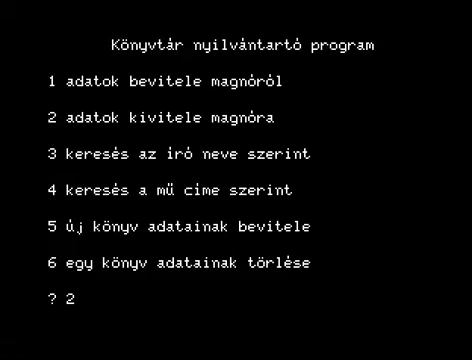 Könyvtár nyilvántartó program
1 adatok bevitele magnóról
2 adatok kivitele magnóra
3 keresés az író neve szerint
4 keresés a mű címe szerint
5 új könyv adatainak bevitele
6 egy könyv adatainak törlése
? 2